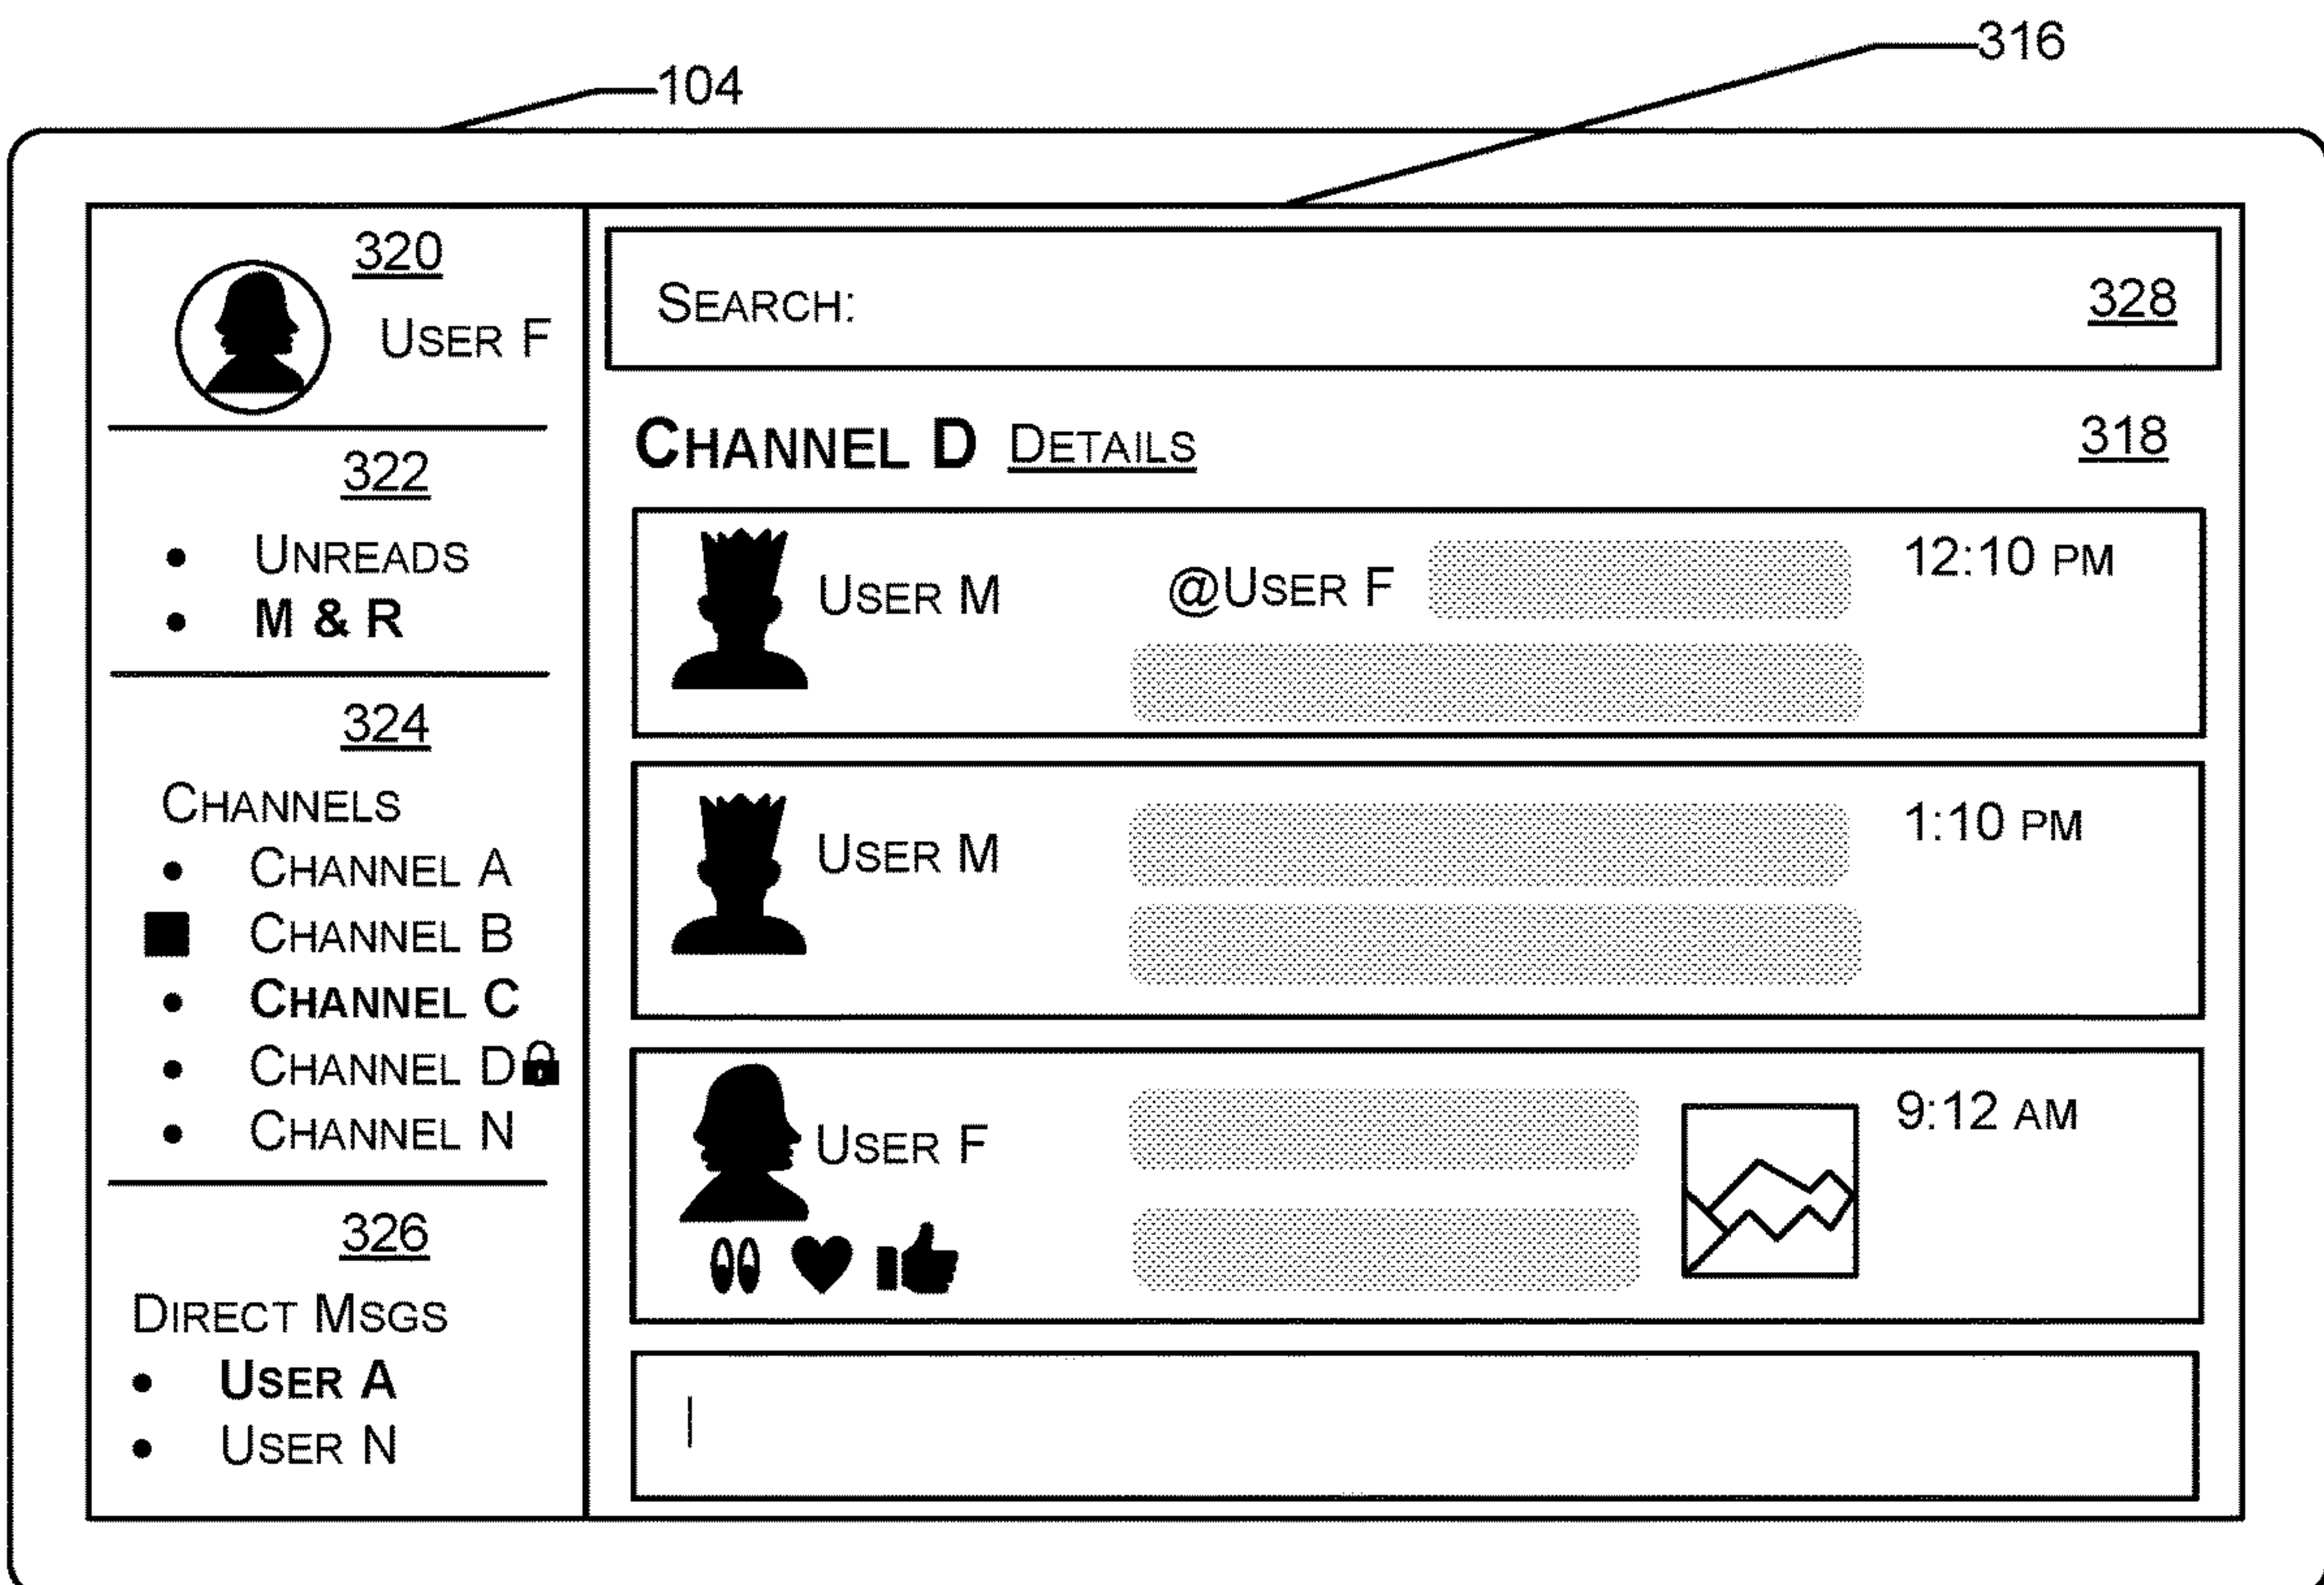 316
104
320
User F
322
• Unreads
• M & R
324
Channels
• Channel A
Channel B
• Channel C
• Channel D
• Channel N
326
Direct Msgs
• User A
• User N
Search: 328
Channel D Details 318
User M @User F 12:10 pm
User M 1:10 pm
User F 9:12 am